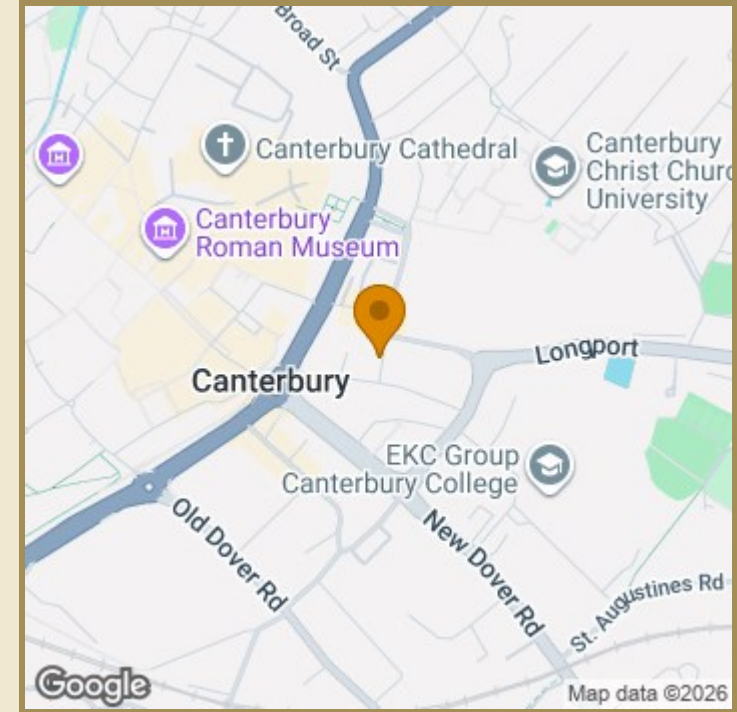 Broad St
Canterbury Cathedral
Canterbury
Christ Churc
University
Canterbury
Roman Museum
Longport
Canterbury
EKC Group
Canterbury College
Old Dover Rd
New Dover Rd
St. Augustines Rd
Google
Map data ©2026